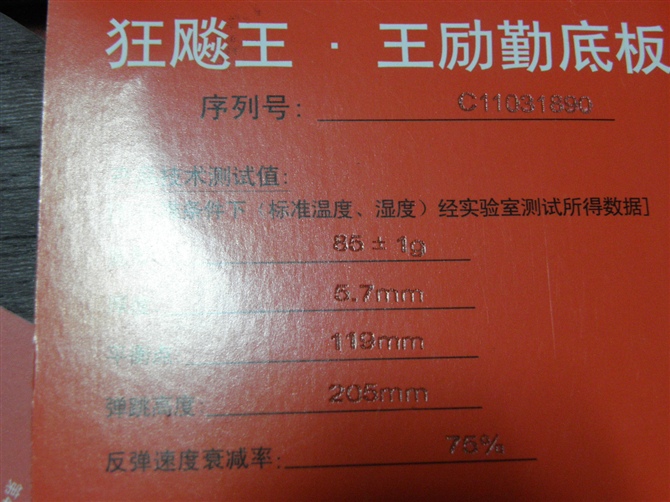 狂飚王·王励勤底板
序列号: C11031890
技术测试值:
条件下(标准温度、湿度)经实验室测试所得数据]
85±1g
5.7mm
119mm
弹跳高度: 205mm
反弹速度衰减率: 75%